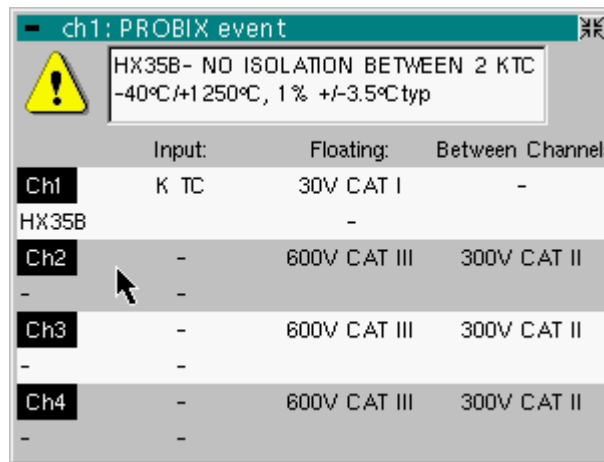 ch1: PROBIX event
HX35B- NO ISOLATION BETWEEN 2 KTC
-40ºC/+1250ºC, 1% +/-3.5ºC typ
Input: Floating: Between Channel
Ch1 K TC 30V CAT I -
HX35B -
Ch2 - 600V CAT III 300V CAT II
- -
Ch3 - 600V CAT III 300V CAT II
- -
Ch4 - 600V CAT III 300V CAT II
- -